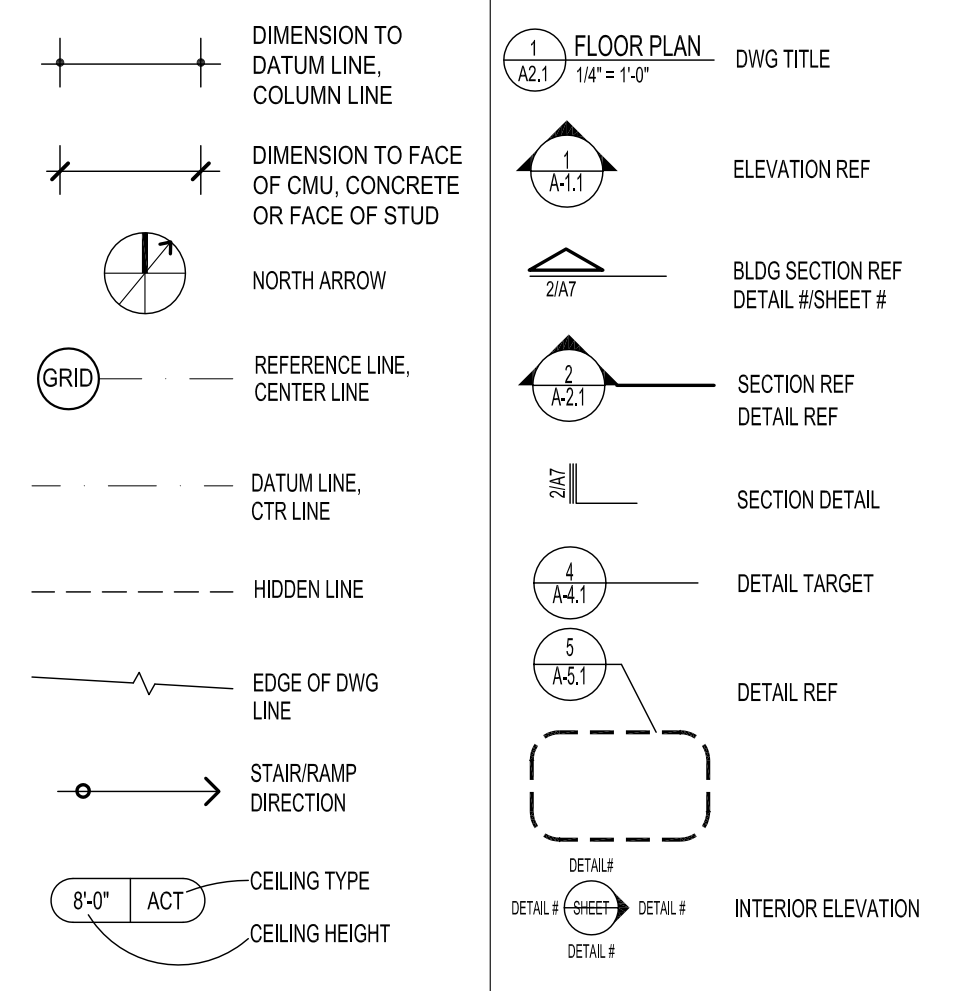 DIMENSION TO
DATUM LINE,
COLUMN LINE
DIMENSION TO FACE
OF CMU, CONCRETE
OR FACE OF STUD
NORTH ARROW
GRID
REFERENCE LINE,
CENTER LINE
DATUM LINE,
CTR LINE
HIDDEN LINE
EDGE OF DWG
LINE
STAIR/RAMP
DIRECTION
8'-0" ACT
CEILING TYPE
CEILING HEIGHT
1
A2.1
FLOOR PLAN
1/4" = 1'-0"
DWG TITLE
1
A-1.1
ELEVATION REF
2/A7
BLDG SECTION REF
DETAIL #/SHEET #
2
A-2.1
SECTION REF
DETAIL REF
2/A7
SECTION DETAIL
4
A-4.1
DETAIL TARGET
5
A-5.1
DETAIL REF
DETAIL#
DETAIL # SHEET DETAIL #
DETAIL #
INTERIOR ELEVATION